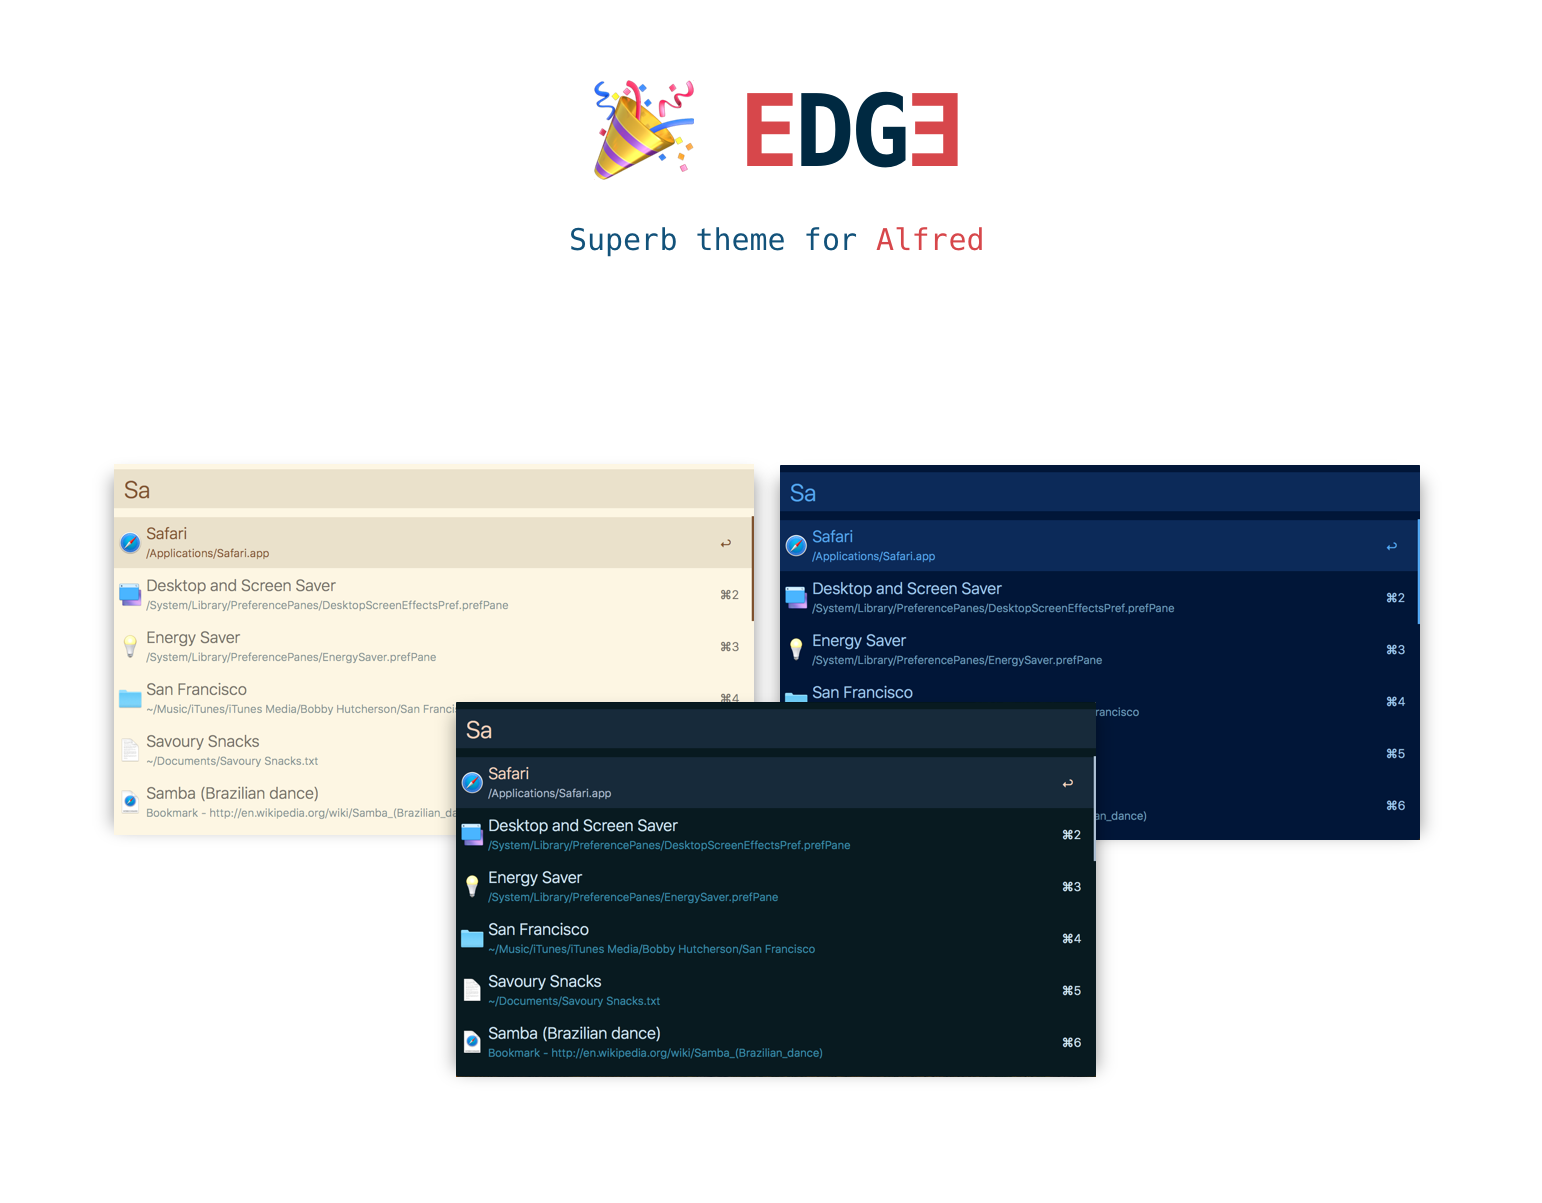 EDGE
Superb theme for Alfred
Sa
Safari
/Applications/Safari.app
↩
Desktop and Screen Saver
/System/Library/PreferencePanes/DesktopScreenEffectsPref.prefPane
⌘2
Energy Saver
/System/Library/PreferencePanes/EnergySaver.prefPane
⌘3
San Francisco
~/Music/iTunes/iTunes Media/Bobby Hutcherson/San Franci
⌘4
Savoury Snacks
~/Documents/Savoury Snacks.txt
Samba (Brazilian dance)
Bookmark - http://en.wikipedia.org/wiki/Samba_(Brazilian_da
Sa
Safari
/Applications/Safari.app
↩
Desktop and Screen Saver
/System/Library/PreferencePanes/DesktopScreenEffectsPref.prefPane
⌘2
Energy Saver
/System/Library/PreferencePanes/EnergySaver.prefPane
⌘3
San Francisco
rancisco
⌘4
⌘5
an_dance)
⌘6
Sa
Safari
/Applications/Safari.app
↩
Desktop and Screen Saver
/System/Library/PreferencePanes/DesktopScreenEffectsPref.prefPane
⌘2
Energy Saver
/System/Library/PreferencePanes/EnergySaver.prefPane
⌘3
San Francisco
~/Music/iTunes/iTunes Media/Bobby Hutcherson/San Francisco
⌘4
Savoury Snacks
~/Documents/Savoury Snacks.txt
⌘5
Samba (Brazilian dance)
Bookmark - http://en.wikipedia.org/wiki/Samba_(Brazilian_dance)
⌘6